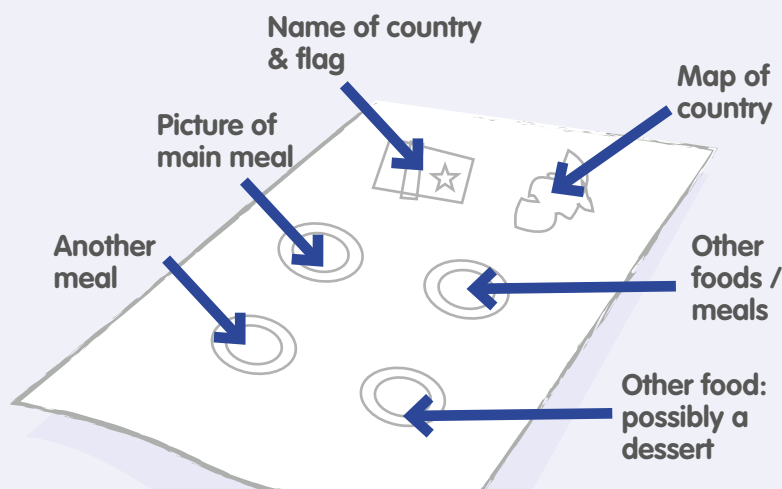 Name of country
& flag
Map of
country
Picture of
main meal
Another
meal
Other
foods /
meals
Other food:
possibly a
dessert